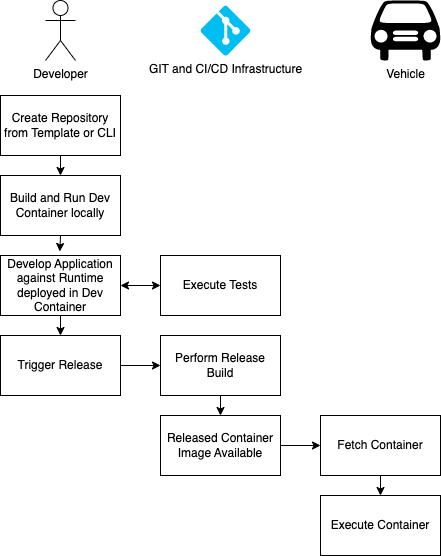 Developer
GIT and CI/CD Infrastructure
Vehicle
Create Repository
from Template or CLI
Build and Run Dev
Container locally
Develop Application
against Runtime
deployed in Dev
Container
Execute Tests
Trigger Release
Perform Release
Build
Released Container
Image Available
Fetch Container
Execute Container